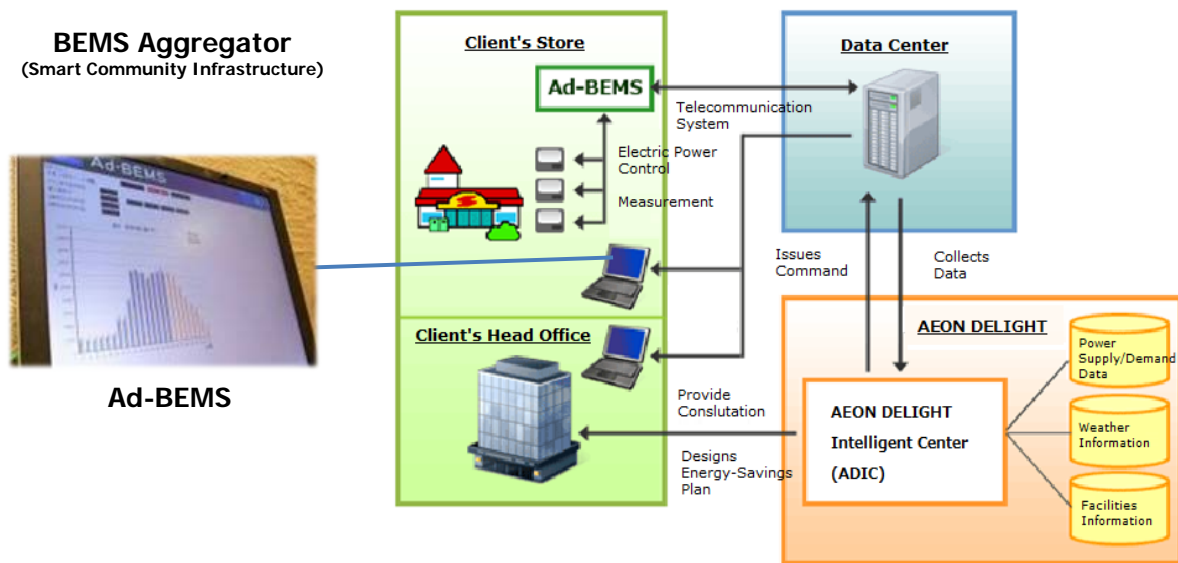 BEMS Aggregator
(Smart Community Infrastructure)
Ad-BEMS
Ad-BEMS
Client's Store
Ad-BEMS
Electric Power
Control
Measurement
Telecommunication
System
Data Center
Issues
Command
Collects
Data
Client's Head Office
Provide
Conslutation
Designs
Energy-Savings
Plan
AEON DELIGHT
AEON DELIGHT
Intelligent Center
(ADIC)
Power
Supply/Demand
Data
Weather
Information
Facilities
Information